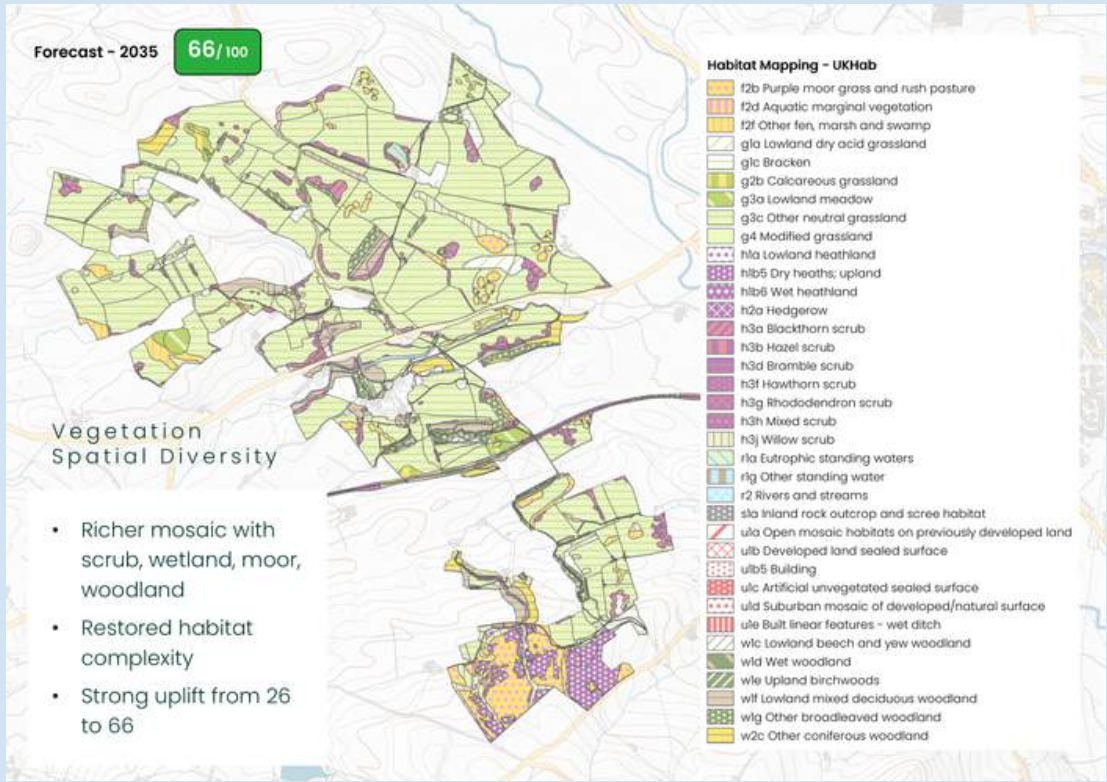 Forecast - 2035
66/100
Vegetation
Spatial Diversity
• Richer mosaic with
scrub, wetland, moor,
woodland
• Restored habitat
complexity
• Strong uplift from 26
to 66
Habitat Mapping - UKHab
f2b Purple moor grass and rush pasture
f2d Aquatic marginal vegetation
f2f Other fen, marsh and swamp
g1a Lowland dry acid grassland
g1c Bracken
g2b Calcareous grassland
g3a Lowland meadow
g3c Other neutral grassland
g4 Modified grassland
h1a Lowland heathland
h1b5 Dry heaths; upland
h1b6 Wet heathland
h2a Hedgerow
h3a Blackthorn scrub
h3b Hazel scrub
h3d Bramble scrub
h3f Hawthorn scrub
h3g Rhododendron scrub
h3h Mixed scrub
h3j Willow scrub
r1a Eutrophic standing waters
r1g Other standing water
r2 Rivers and streams
s1a Inland rock outcrop and scree habitat
u1a Open mosaic habitats on previously developed land
u1b Developed land sealed surface
u1b5 Building
u1c Artificial unvegetated sealed surface
u1d Suburban mosaic of developed/natural surface
u1e Built linear features - wet ditch
w1c Lowland beech and yew woodland
w1d Wet woodland
w1e Upland birchwoods
w1f Lowland mixed deciduous woodland
w1g Other broadleaved woodland
w2c Other coniferous woodland